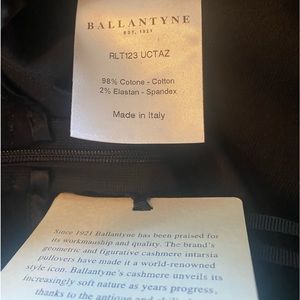 BALLANTYNE
EST. 1921
RLT123 UCTAZ
98% Cotone - Cotton
2% Elastan - Spandex
Made in Italy
Since 1921 Ballantyne has been praised for
its workmanship and quality. The brand's
geometric and figurative cashmere intarsia
pullovers have made it a world-renowned
style icon. Ballantyne's cashmere unveils its
increasingly soft nature as years progress,
thanks to the antique and